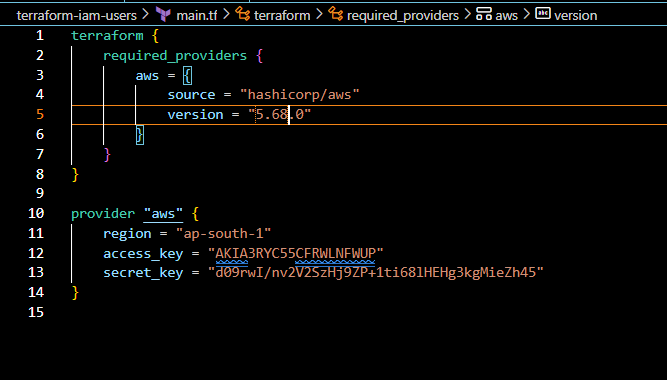 terraform-iam-users > main.tf > terraform > required_providers > aws > version
1 terraform {
2 required_providers {
3 aws = {
4 source = "hashicorp/aws"
5 version = "5.68.0"
6 }
7 }
8 }
9
10 provider "aws" {
11 region = "ap-south-1"
12 access_key = "AKIA3RYC55CFRWLNFWUP"
13 secret_key = "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"
14 }
15